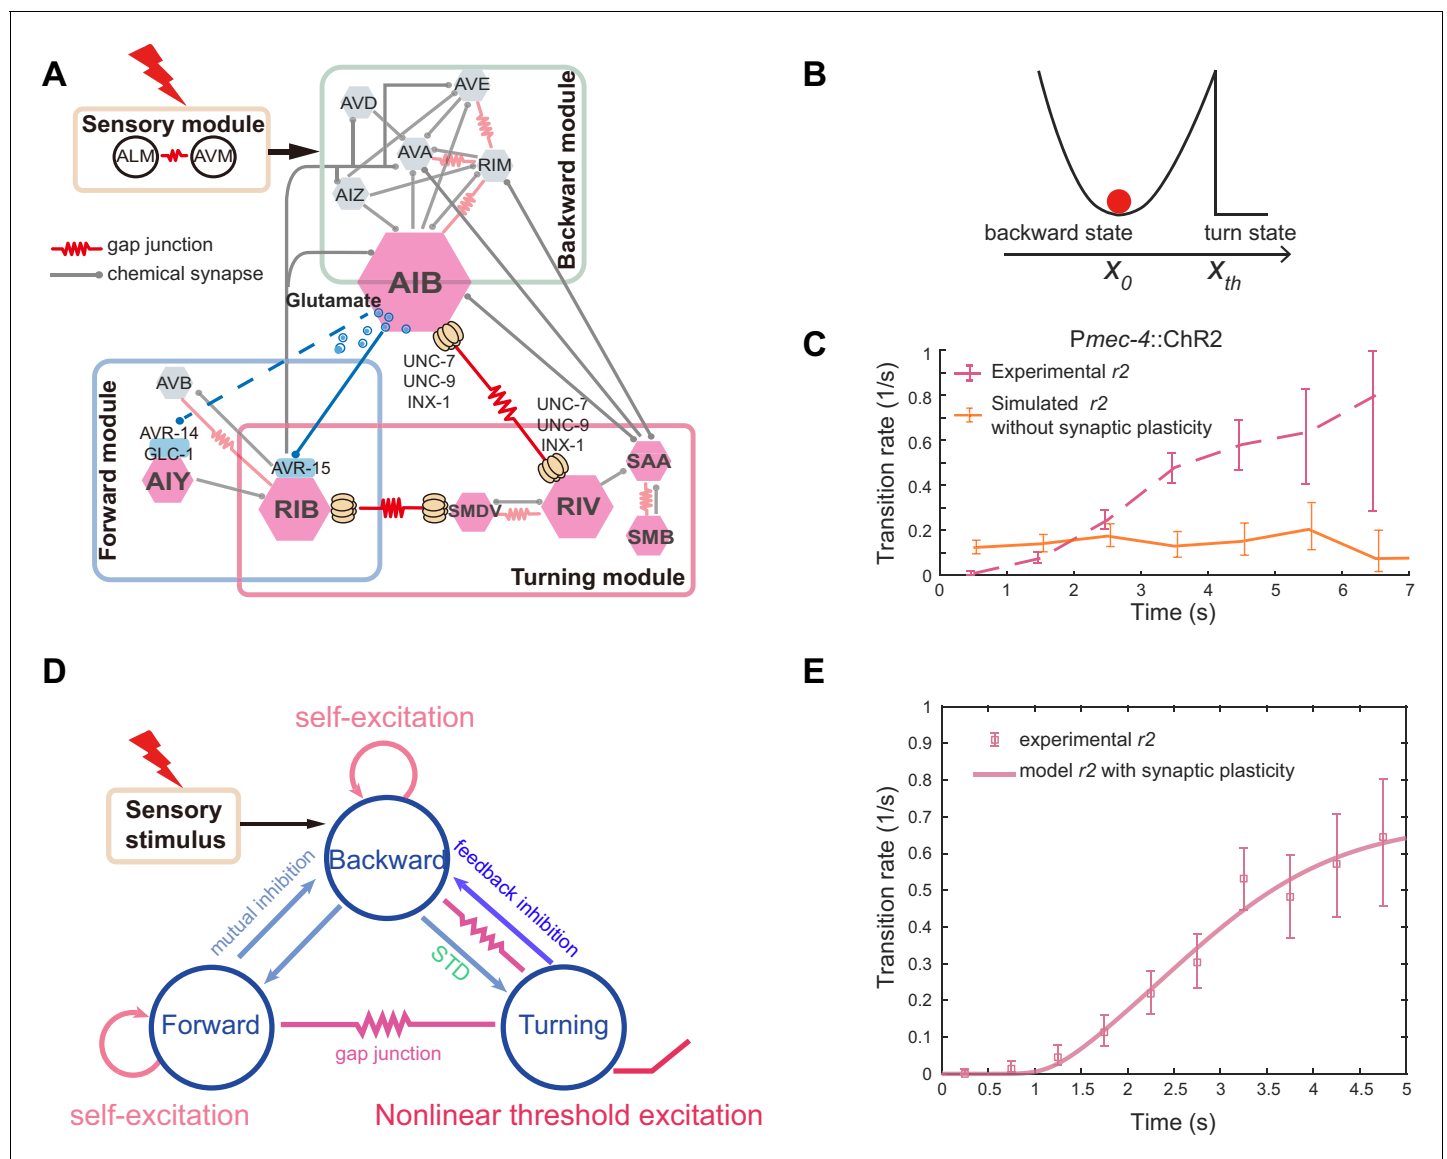 A
Sensory module
ALM
AVM
gap junction
chemical synapse
AVE
AVD
AVA
RIM
AIZ
Backward module
AIB
Glutamate
UNC-7
UNC-9
INX-1
UNC-7
UNC-9
INX-1
Forward module
AVB
AVR-14
GLC-1
AIY
AVR-15
RIB
SMDV
RIV
SAA
SMB
Turning module
B
backward state
turn state
x0
xth
C
Pmec-4::ChR2
Experimental r2
Simulated r2
without synaptic plasticity
Transition rate (1/s)
1
0.8
0.6
0.4
0.2
0
0 1 2 3 4 5 6 7
Time (s)
D
self-excitation
Sensory
stimulus
Backward
mutual inhibition
feedback inhibition
STD
Forward
Turning
gap junction
self-excitation
Nonlinear threshold excitation
E
experimental r2
model r2 with synaptic plasticity
Transition rate (1/s)
1
0.9
0.8
0.7
0.6
0.5
0.4
0.3
0.2
0.1
0
0 0.5 1 1.5 2 2.5 3 3.5 4 4.5 5
Time (s)